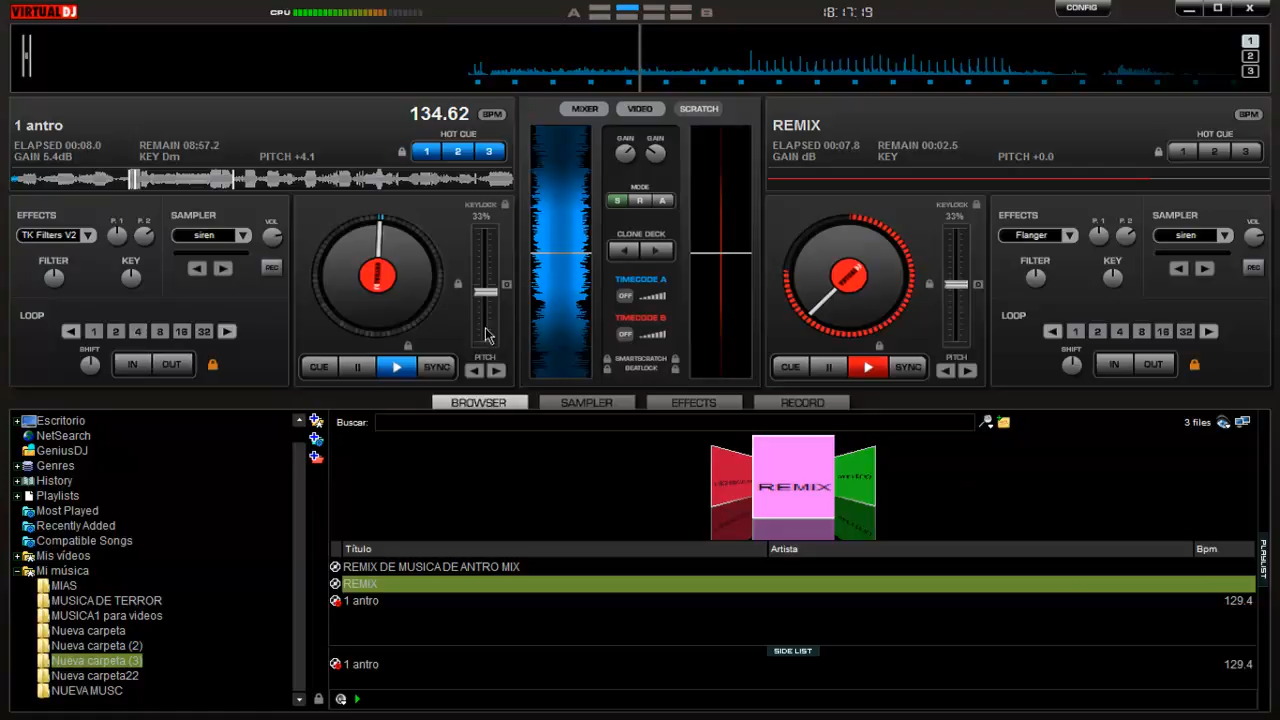 VIRTUAL DJ
CPU
A
B
18:17:19
CONFIG
1
2
3
1 antro
134.62 BPM
HOT CUE
ELAPSED 00:08.0 REMAIN 08:57.2
GAIN 5.4dB KEY Dm PITCH +4.1
1 2 3
MIXER VIDEO SCRATCH
REMIX
BPM
HOT CUE
ELAPSED 00:07.8 REMAIN 00:02.5
GAIN dB KEY PITCH +0.0
1 2 3
EFFECTS
P. 1 P. 2
TK Filters V2
FILTER KEY
SAMPLER
siren
VOL
REC
LOOP
1 2 4 8 16 32
SHIFT
IN OUT
KEYLOCK
33%
CUE SYNC
PITCH
GAIN GAIN
MODE
S R A
CLONE DECK
TIMECODE A
OFF
TIMECODE B
OFF
SMARTSCRATCH
BEATLOCK
KEYLOCK
33%
CUE SYNC
PITCH
EFFECTS
P. 1 P. 2
Flanger
FILTER KEY
SAMPLER
siren
VOL
REC
LOOP
1 2 4 8 16 32
SHIFT
IN OUT
BROWSER SAMPLER EFFECTS RECORD
Escritorio
NetSearch
GeniusDJ
Genres
History
Playlists
Most Played
Recently Added
Compatible Songs
Mis vídeos
Mi música
MIAS
MUSICA DE TERROR
MUSICA1 para videos
Nueva carpeta
Nueva carpeta (2)
Nueva carpeta (3)
Nueva carpeta22
NUEVA MUSC
Buscar:
3 files
REMIX
Título Artista Bpm
REMIX DE MUSICA DE ANTRO MIX
REMIX
1 antro 129.4
SIDE LIST
1 antro 129.4
PLAYLIST